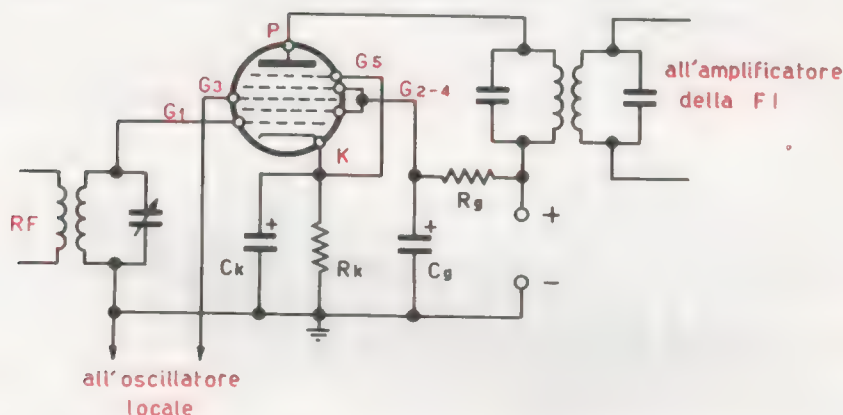 P
G5
G3
G2-4
G1
K
all'amplificatore
della FI
RF
Rg
+
+
+
Ck
Rk
Cg
-
all'oscillatore
locale